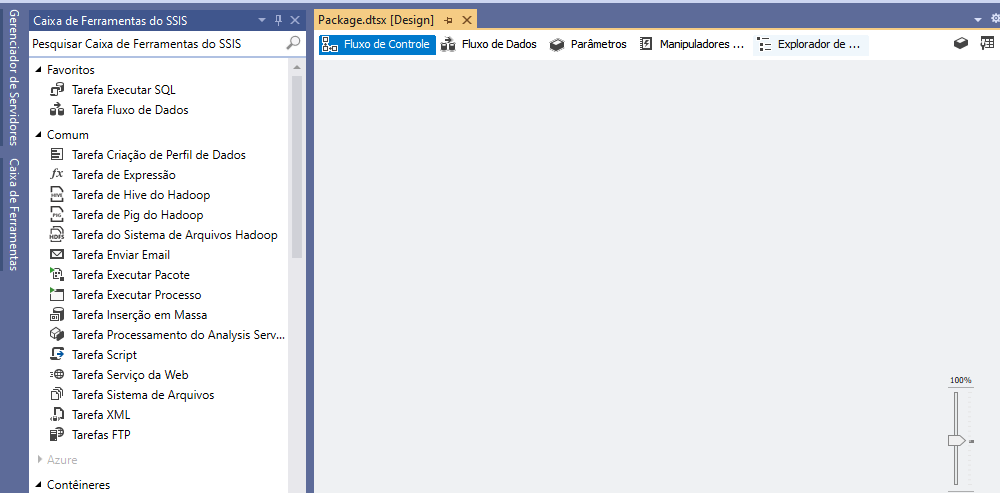 Gerenciador de Servidores
Caixa de Ferramentas
Caixa de Ferramentas do SSIS
Pesquisar Caixa de Ferramentas do SSIS
Favoritos
Tarefa Executar SQL
Tarefa Fluxo de Dados
Comum
Tarefa Criação de Perfil de Dados
fx Tarefa de Expressão
HIVE Tarefa de Hive do Hadoop
PIG Tarefa de Pig do Hadoop
HDFS Tarefa do Sistema de Arquivos Hadoop
Tarefa Enviar Email
Tarefa Executar Pacote
Tarefa Executar Processo
Tarefa Inserção em Massa
Tarefa Processamento do Analysis Serv...
Tarefa Script
Tarefa Serviço da Web
Tarefa Sistema de Arquivos
Tarefa XML
Tarefas FTP
Azure
Contêineres
Package.dtsx [Design]
Fluxo de Controle Fluxo de Dados Parâmetros Manipuladores ... Explorador de ...
100%